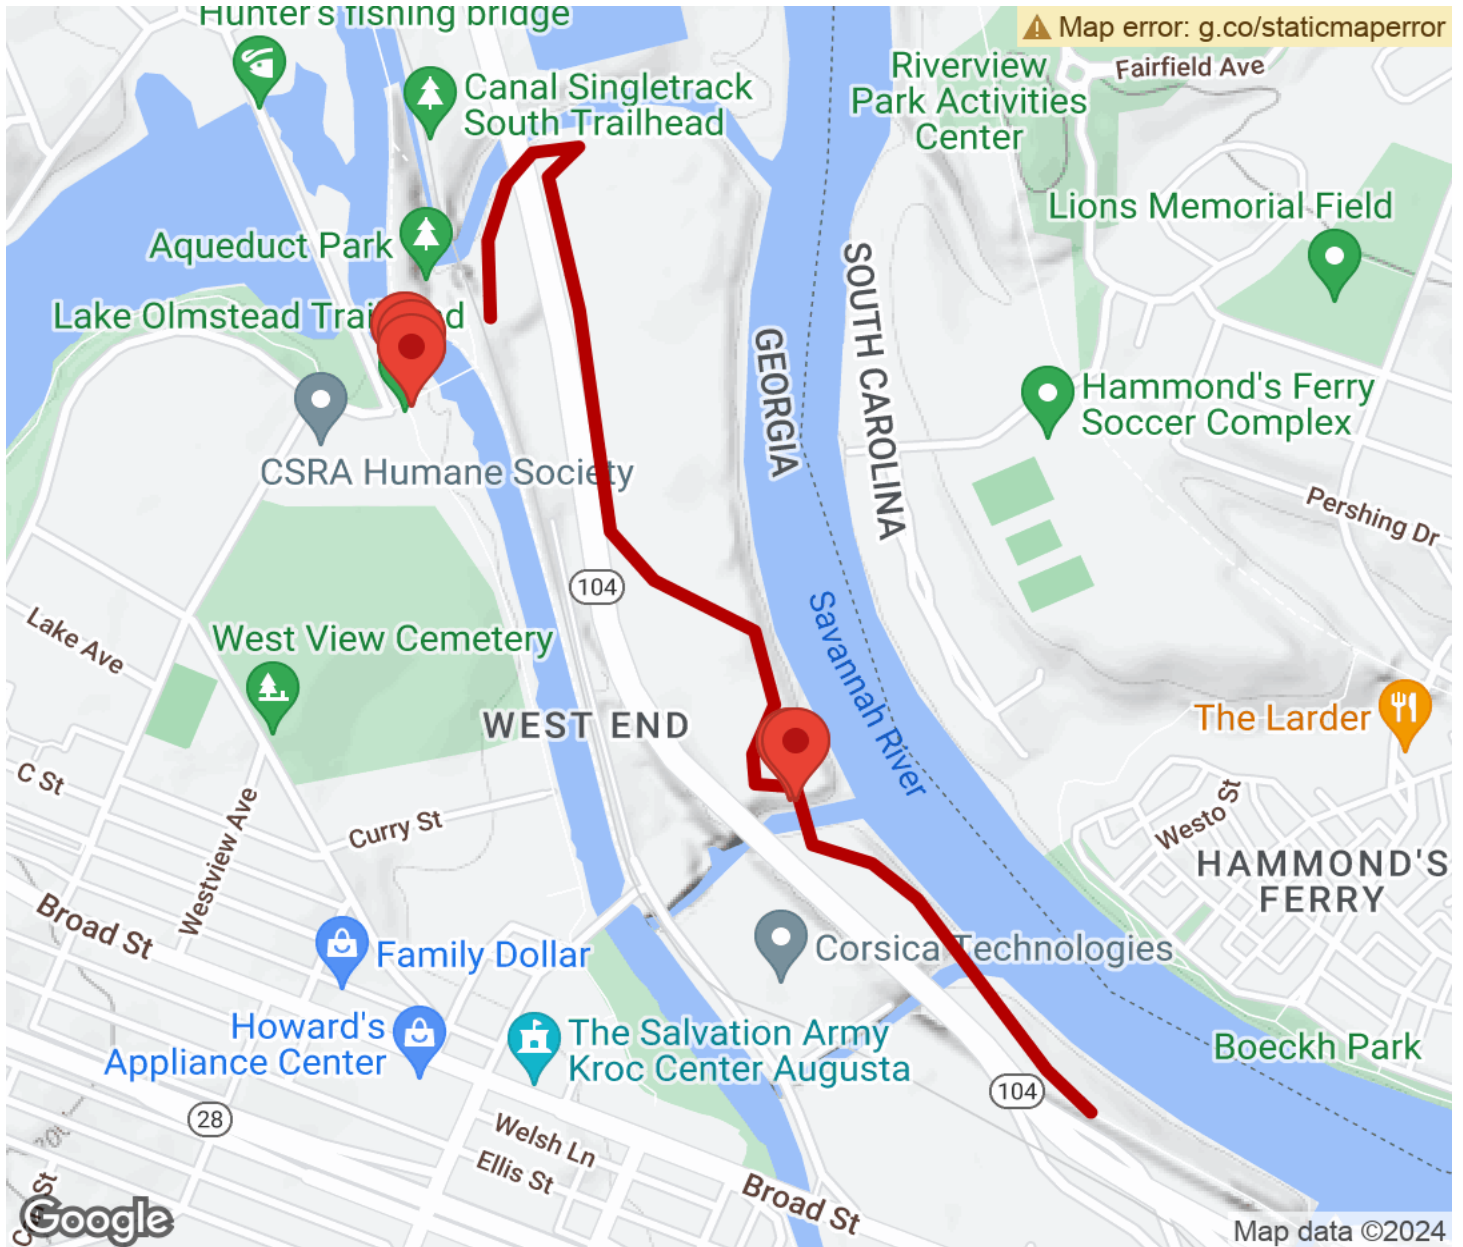 Hunter's fishing bridge
Map error: g.co/staticmaperror
Canal Singletrack
South Trailhead
Riverview
Park Activities
Center
Fairfield Ave
Aqueduct Park
Lions Memorial Field
Lake Olmstead
GEORGIA
SOUTH CAROLINA
Hammond's Ferry
Soccer Complex
CSRA Humane Society
Pershing Dr
104
Savannah River
Lake Ave
West View Cemetery
WEST END
The Larder
C St
Westview Ave
Curry St
Westo St
HAMMOND'S
FERRY
Broad St
Family Dollar
Corsica Technologies
Howard's
Appliance Center
The Salvation Army
Kroc Center Augusta
Boeckh Park
104
28
Welsh Ln
Ellis St
Broad St
Google
Map data ©2024